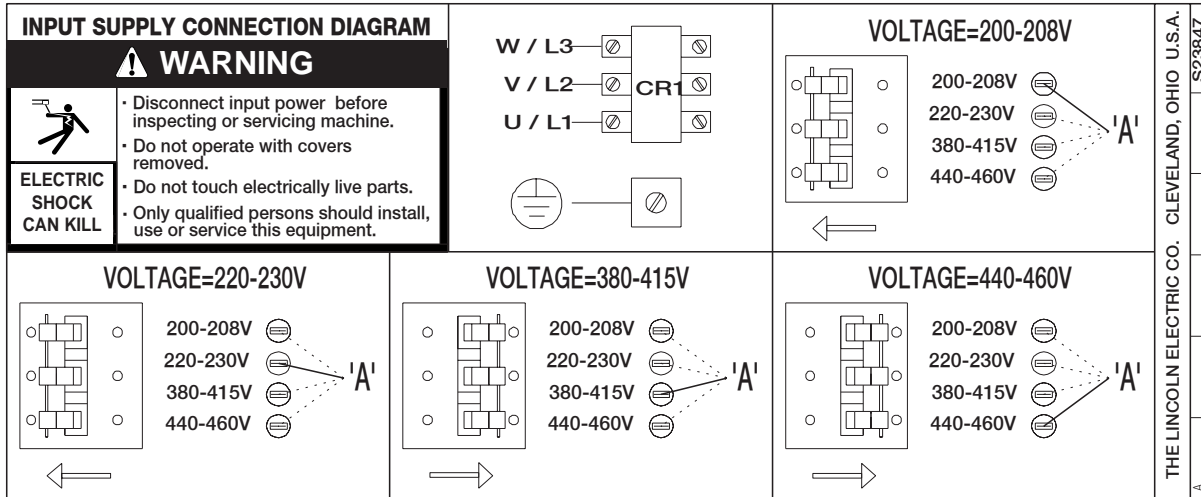 INPUT SUPPLY CONNECTION DIAGRAM
WARNING
ELECTRIC
SHOCK
CAN KILL
· Disconnect input power before
inspecting or servicing machine.
· Do not operate with covers
removed.
· Do not touch electrically live parts.
· Only qualified persons should install,
use or service this equipment.
W / L3
V / L2
U / L1
CR1
VOLTAGE=200-208V
200-208V
220-230V
380-415V
440-460V
'A'
VOLTAGE=220-230V
200-208V
220-230V
380-415V
440-460V
'A'
VOLTAGE=380-415V
200-208V
220-230V
380-415V
440-460V
'A'
VOLTAGE=440-460V
200-208V
220-230V
380-415V
440-460V
'A'
THE LINCOLN ELECTRIC CO. CLEVELAND, OHIO U.S.A.
S23847
A